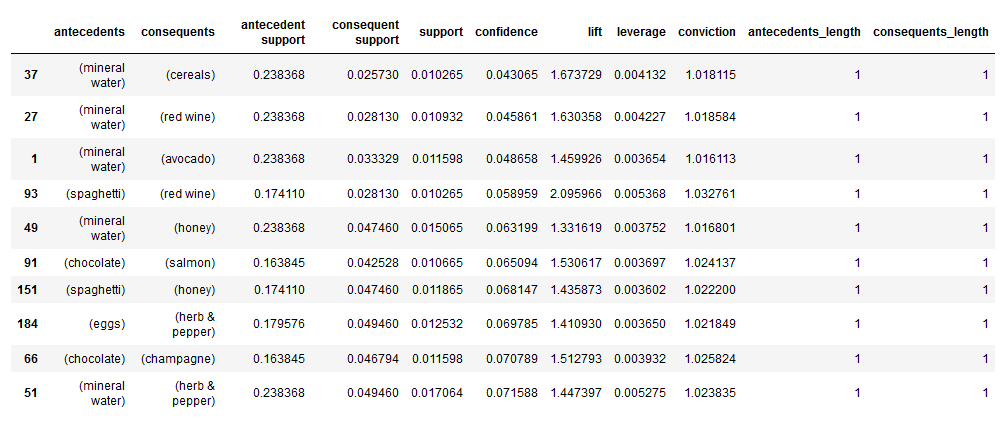 antecedents consequents antecedent support consequent support support confidence lift leverage conviction antecedents_length consequents_length
37 (mineral water) (cereals) 0.238368 0.025730 0.010265 0.043065 1.673729 0.004132 1.018115 1 1
27 (mineral water) (red wine) 0.238368 0.028130 0.010932 0.045861 1.630358 0.004227 1.018584 1 1
1 (mineral water) (avocado) 0.238368 0.033329 0.011598 0.048658 1.459926 0.003654 1.016113 1 1
93 (spaghetti) (red wine) 0.174110 0.028130 0.010265 0.058959 2.095966 0.005368 1.032761 1 1
49 (mineral water) (honey) 0.238368 0.047460 0.015065 0.063199 1.331619 0.003752 1.016801 1 1
91 (chocolate) (salmon) 0.163845 0.042528 0.010665 0.065094 1.530617 0.003697 1.024137 1 1
151 (spaghetti) (honey) 0.174110 0.047460 0.011865 0.068147 1.435873 0.003602 1.022200 1 1
184 (eggs) (herb & pepper) 0.179576 0.049460 0.012532 0.069785 1.410930 0.003650 1.021849 1 1
66 (chocolate) (champagne) 0.163845 0.046794 0.011598 0.070789 1.512793 0.003932 1.025824 1 1
51 (mineral water) (herb & pepper) 0.238368 0.049460 0.017064 0.071588 1.447397 0.005275 1.023835 1 1